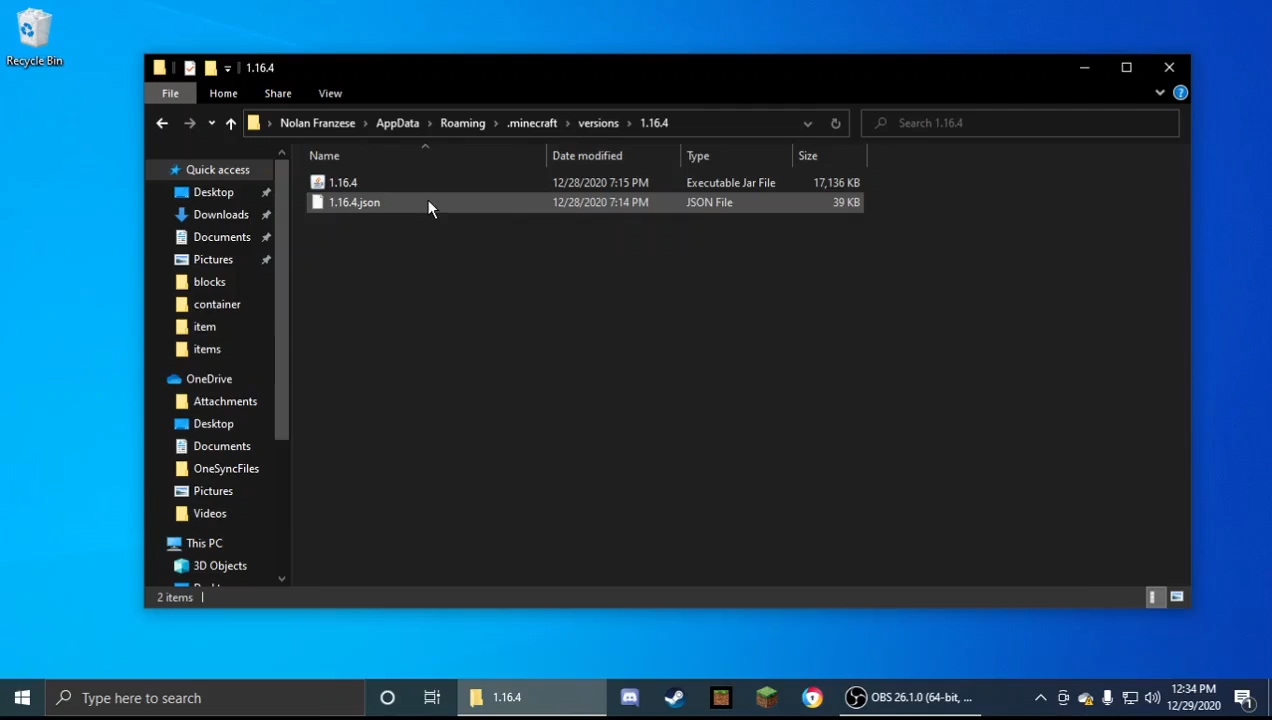 Recycle Bin
1.16.4
File Home Share View
Nolan Franzese AppData Roaming .minecraft versions 1.16.4
Search 1.16.4
Name Date modified Type Size
1.16.4 12/28/2020 7:15 PM Executable Jar File 17,136 KB
1.16.4.json 12/28/2020 7:14 PM JSON File 39 KB
Quick access
Desktop
Downloads
Documents
Pictures
blocks
container
item
items
OneDrive
Attachments
Desktop
Documents
OneSyncFiles
Pictures
Videos
This PC
3D Objects
2 items
Type here to search
1.16.4
OBS 26.1.0 (64-bit, ...
12:34 PM
12/29/2020
1